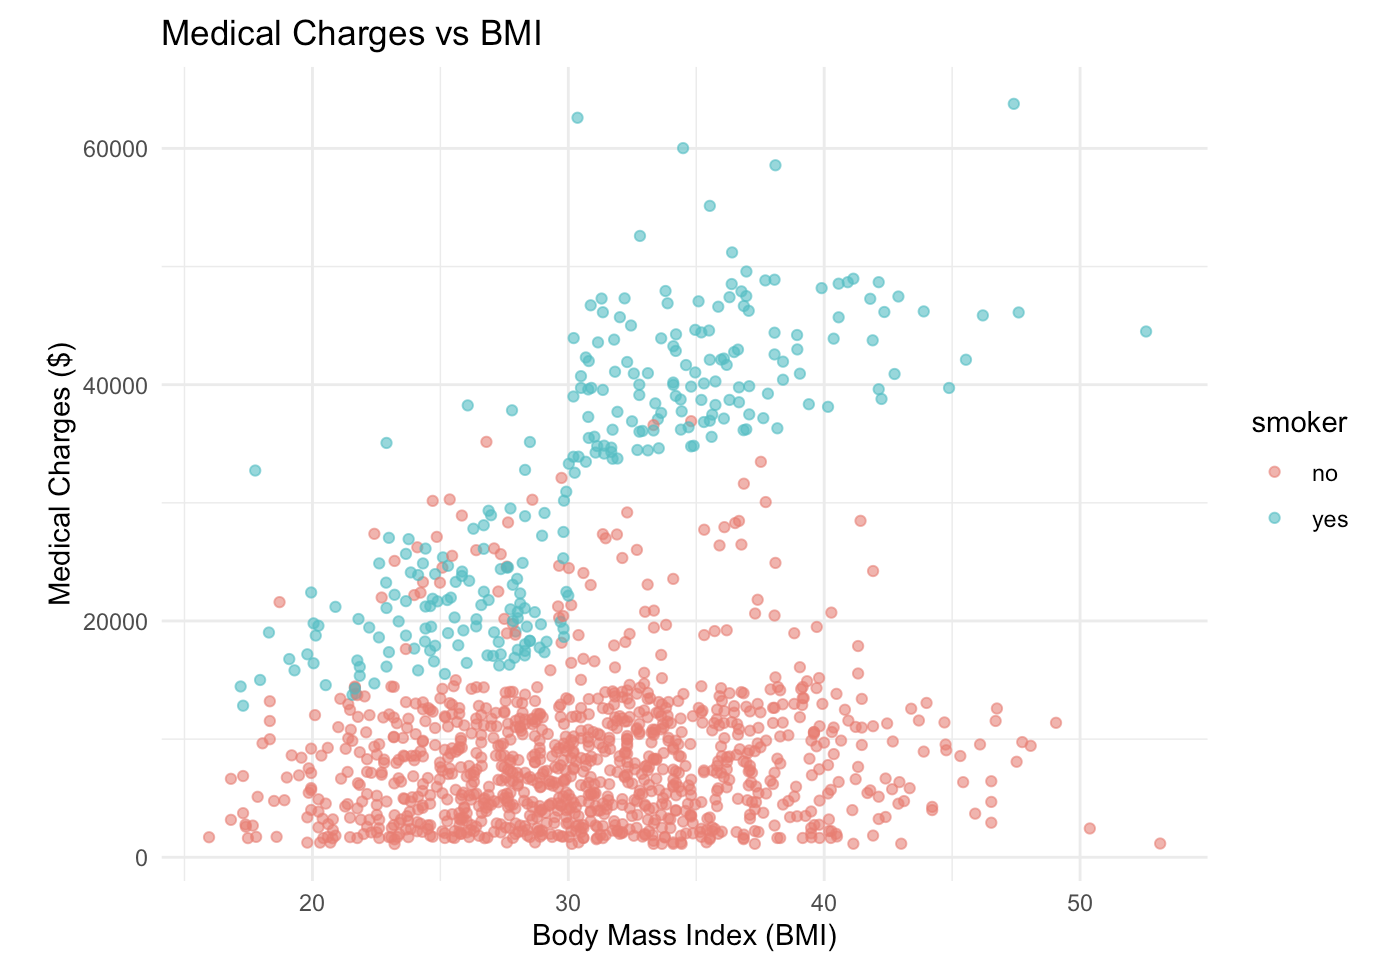 Medical Charges vs BMI
60000
40000
20000
0
Medical Charges ($)
20 30 40 50
Body Mass Index (BMI)
smoker
no
yes